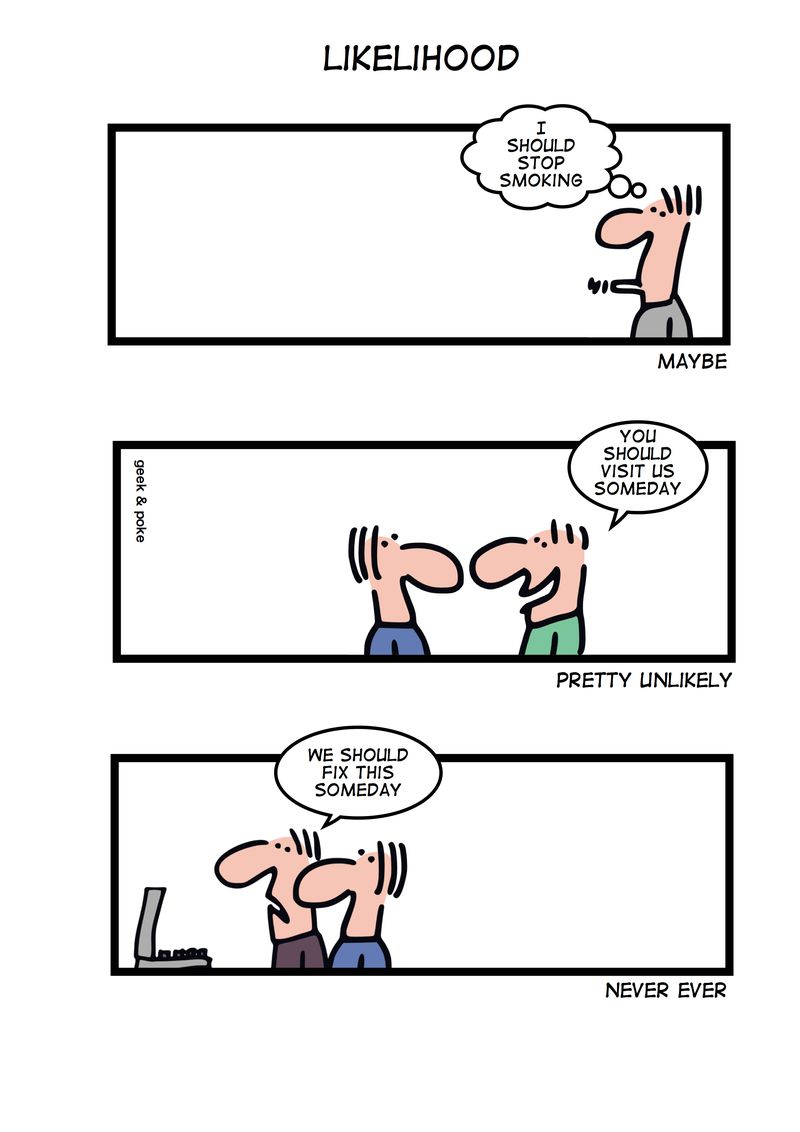 LIKELIHOOD
I
SHOULD
STOP
SMOKING
MAYBE
geek & poke
YOU
SHOULD
VISIT US
SOMEDAY
PRETTY UNLIKELY
WE SHOULD
FIX THIS
SOMEDAY
NEVER EVER